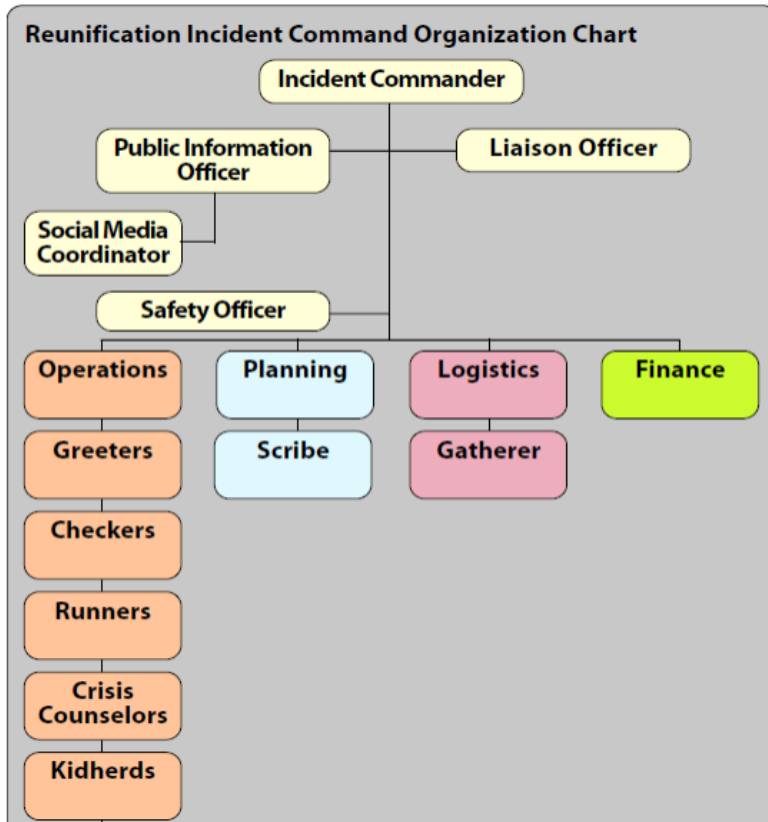 Reunification Incident Command Organization Chart
Incident Commander
Public Information
Officer
Liaison Officer
Social Media
Coordinator
Safety Officer
Operations
Planning
Logistics
Finance
Greeters
Scribe
Gatherer
Checkers
Runners
Crisis
Counselors
Kidherds